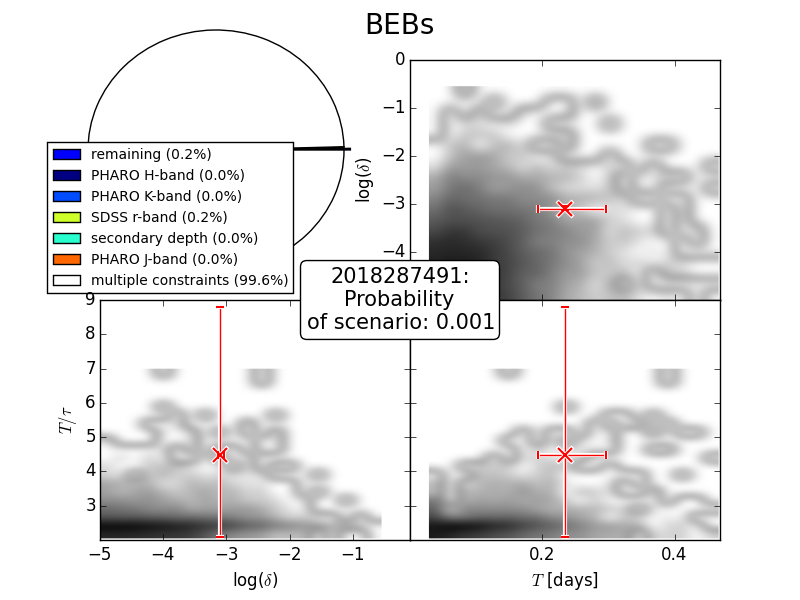 BEBs
remaining (0.2%)
PHARO H-band (0.0%)
PHARO K-band (0.0%)
SDSS r-band (0.2%)
secondary depth (0.0%)
PHARO J-band (0.0%)
multiple constraints (99.6%)
0
−1
−2
−3
−4
log(δ)
2018287491:
Probability
of scenario: 0.001
9
8
7
6
5
4
3
T/τ
−5 −4 −3 −2 −1
log(δ)
0.2 0.4
T [days]